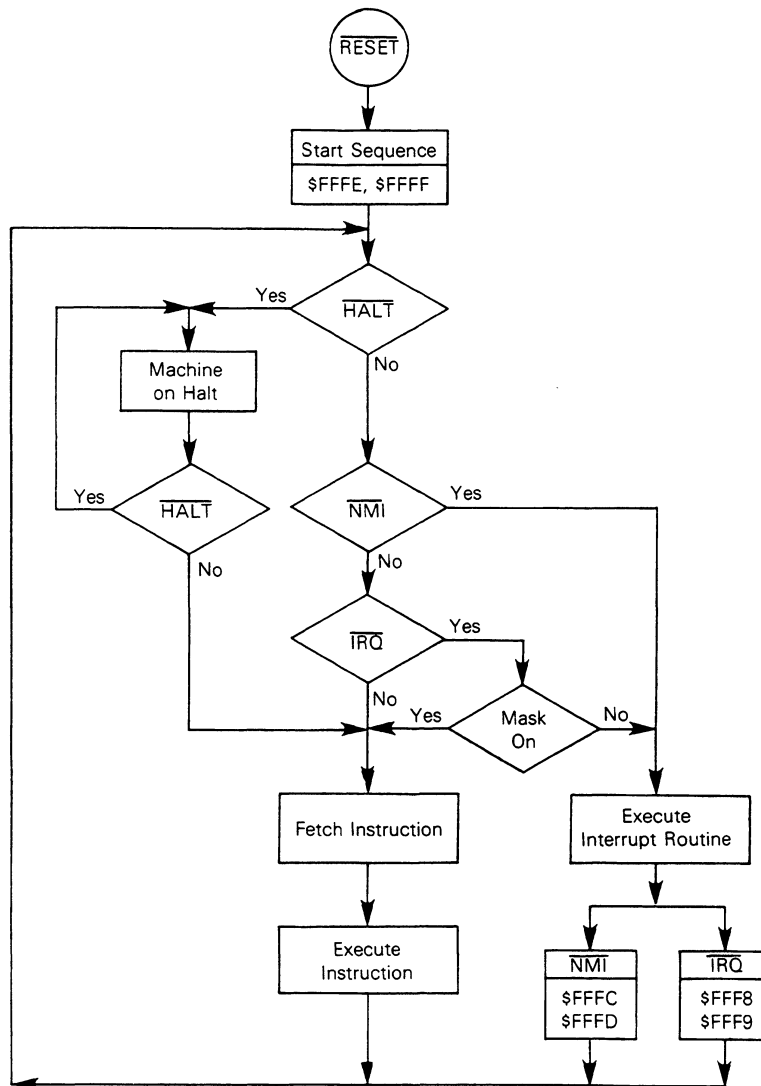 RESET
Start Sequence
$FFFE, $FFFF
Yes
HALT
No
Machine
on Halt
Yes
HALT
No
NMI
Yes
No
IRQ
Yes
No
Yes
Mask
On
No
Fetch Instruction
Execute
Interrupt Routine
Execute
Instruction
NMI
$FFFC
$FFFD
IRQ
$FFF8
$FFF9